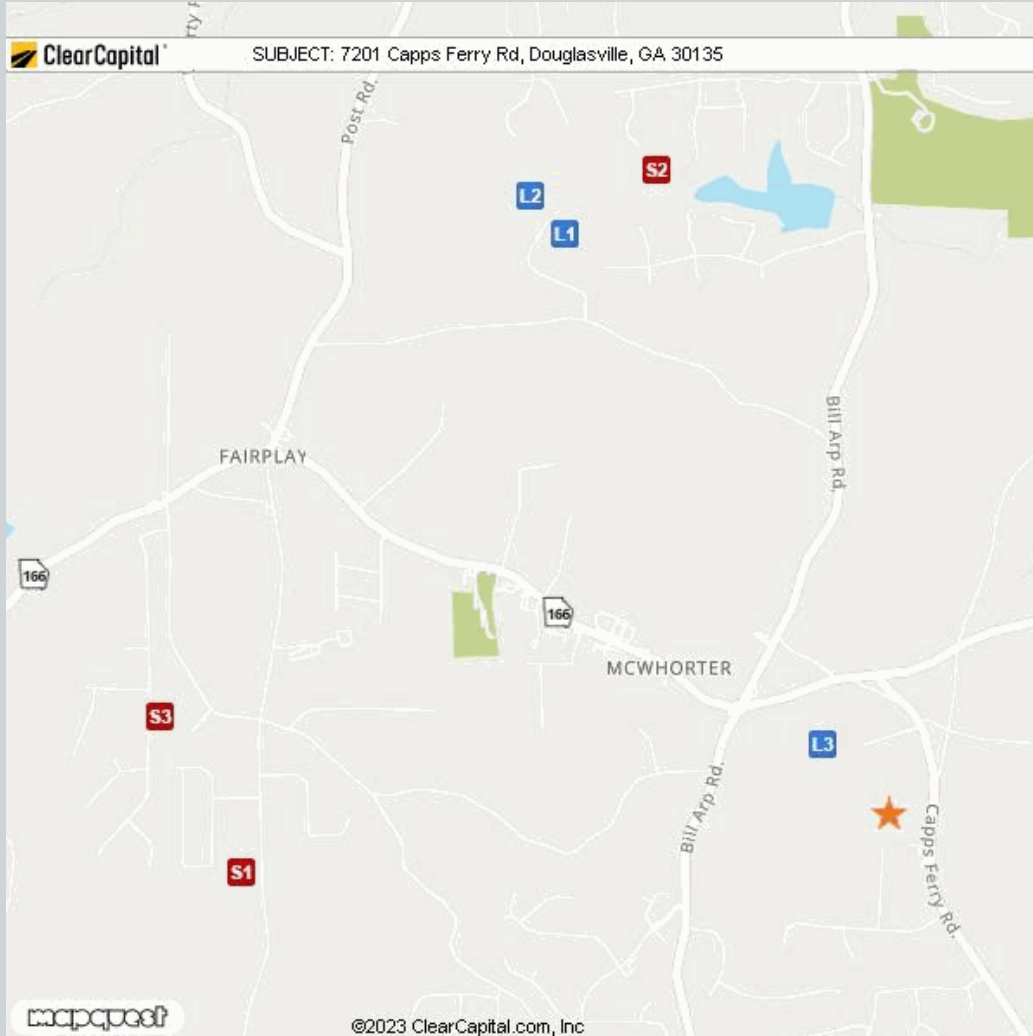 rty F
ClearCapital
SUBJECT: 7201 Capps Ferry Rd, Douglasville, GA 30135
Post Rd.
S2
L2
L1
Bill Arp Rd.
FAIRPLAY
166
166
MCWHORTER
S3
L3
Bill Arp Rd.
Capps Ferry Rd.
S1
mapquest
©2023 ClearCapital.com, Inc